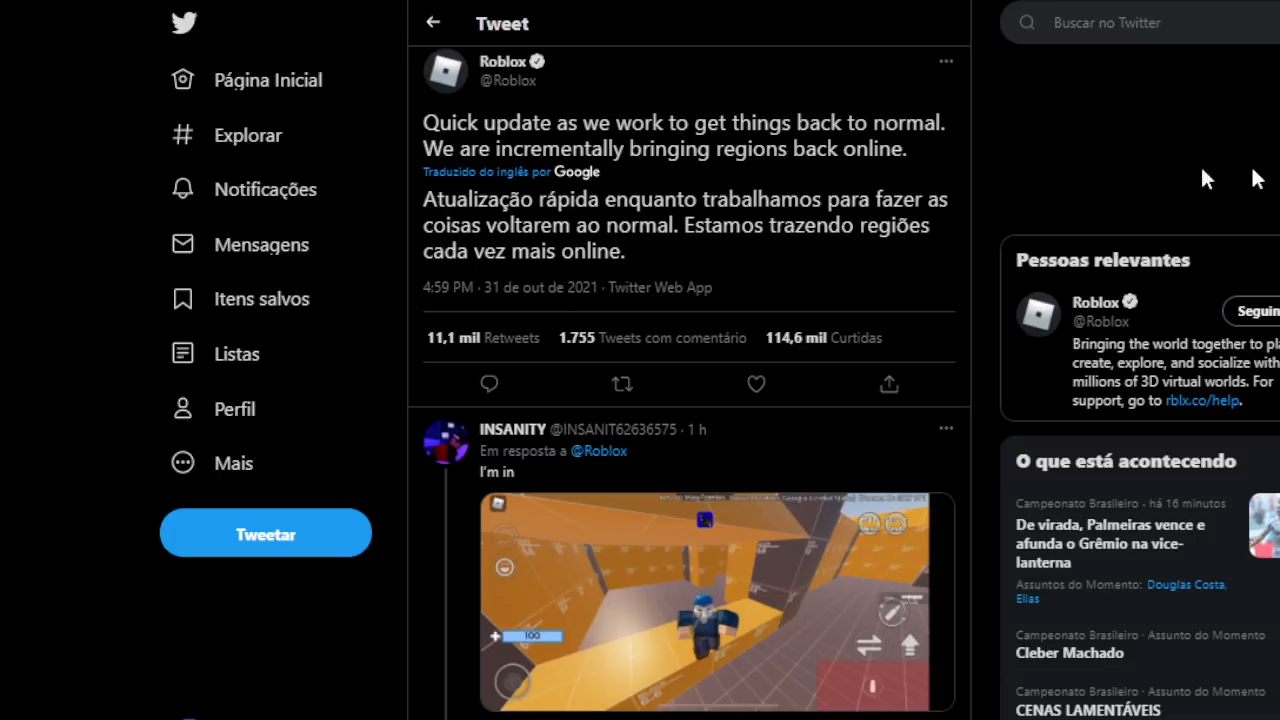 Página Inicial
Explorar
Notificações
Mensagens
Itens salvos
Listas
Perfil
Mais
Tweetar
Tweet
Roblox
@Roblox
Quick update as we work to get things back to normal.
We are incrementally bringing regions back online.
Traduzido do inglês por Google
Atualização rápida enquanto trabalhamos para fazer as
coisas voltarem ao normal. Estamos trazendo regiões
cada vez mais online.
4:59 PM · 31 de out de 2021 · Twitter Web App
11,1 mil Retweets 1.755 Tweets com comentário 114,6 mil Curtidas
INSANITY @INSANIT62636575 · 1 h
Em resposta a @Roblox
I'm in
100
Buscar no Twitter
Pessoas relevantes
Roblox
@Roblox
Seguin
Bringing the world together to pl
create, explore, and socialize with
millions of 3D virtual worlds. For
support, go to rblx.co/help.
O que está acontecendo
Campeonato Brasileiro · há 16 minutos
De virada, Palmeiras vence e
afunda o Grêmio na vice-
lanterna
Assuntos do Momento: Douglas Costa,
Elias
Campeonato Brasileiro · Assunto do Momento
Cleber Machado
Campeonato Brasileiro · Assunto do Momento
CENAS LAMENTÁVEIS